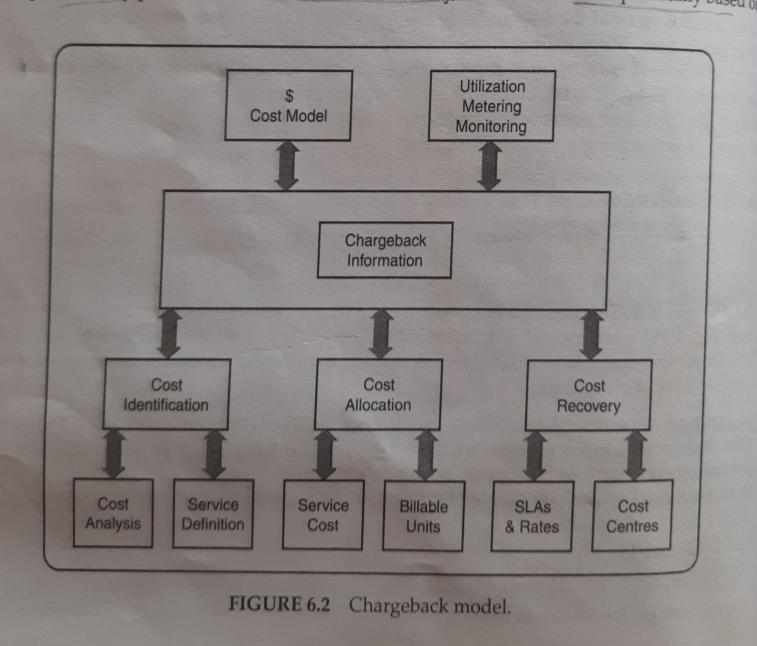 based o
$
Cost Model
Utilization
Metering
Monitoring
Chargeback
Information
Cost
Identification
Cost
Allocation
Cost
Recovery
Cost
Analysis
Service
Definition
Service
Cost
Billable
Units
SLAs
& Rates
Cost
Centres
FIGURE 6.2 Chargeback model.